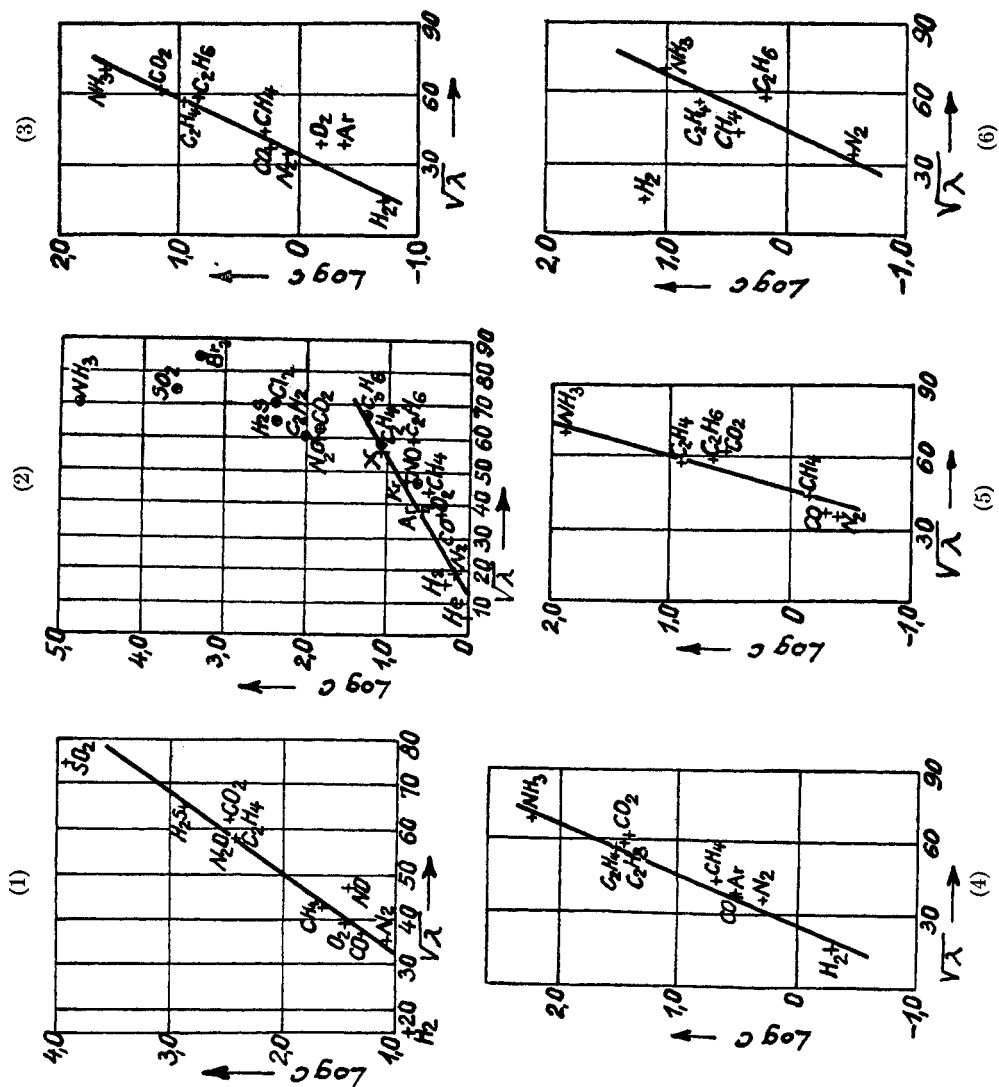 (1)
4,0
3,0
2,0
1,0
Log c
20
30
40
50
60
70
80
√λ
H2
SO2
H2S
CO2
N2O
C2H4
CH4
NO
O2
CO
N2
(2)
5,0
4,0
3,0
2,0
1,0
0
Log c
10
20
30
40
50
60
70
80
90
√λ
NH3
SO2
Br2
H2S
Cl2
C2H2
N2O
CO2
X
C2H4
C3H6
Kr
NO
C2H6
Ar
CH4
CO
O2
H2
N2
He
(3)
2,0
1,0
0
-1,0
Log c
30
60
90
√λ
NH3
CO2
C2H4
C2H6
CO
CH4
N2
O2
Ar
H2
(4)
2,0
1,0
0
-1,0
Log c
30
60
90
√λ
NH3
C2H4
CO2
CH4
CO
Ar
N2
H2
(5)
2,0
1,0
0
-1,0
Log c
30
60
90
√λ
NH3
C2H4
C2H6
CO2
CH4
CO
N2
(6)
2,0
1,0
0
-1,0
Log c
30
60
90
√λ
NH3
C2H4
CH4
C2H6
H2
N2